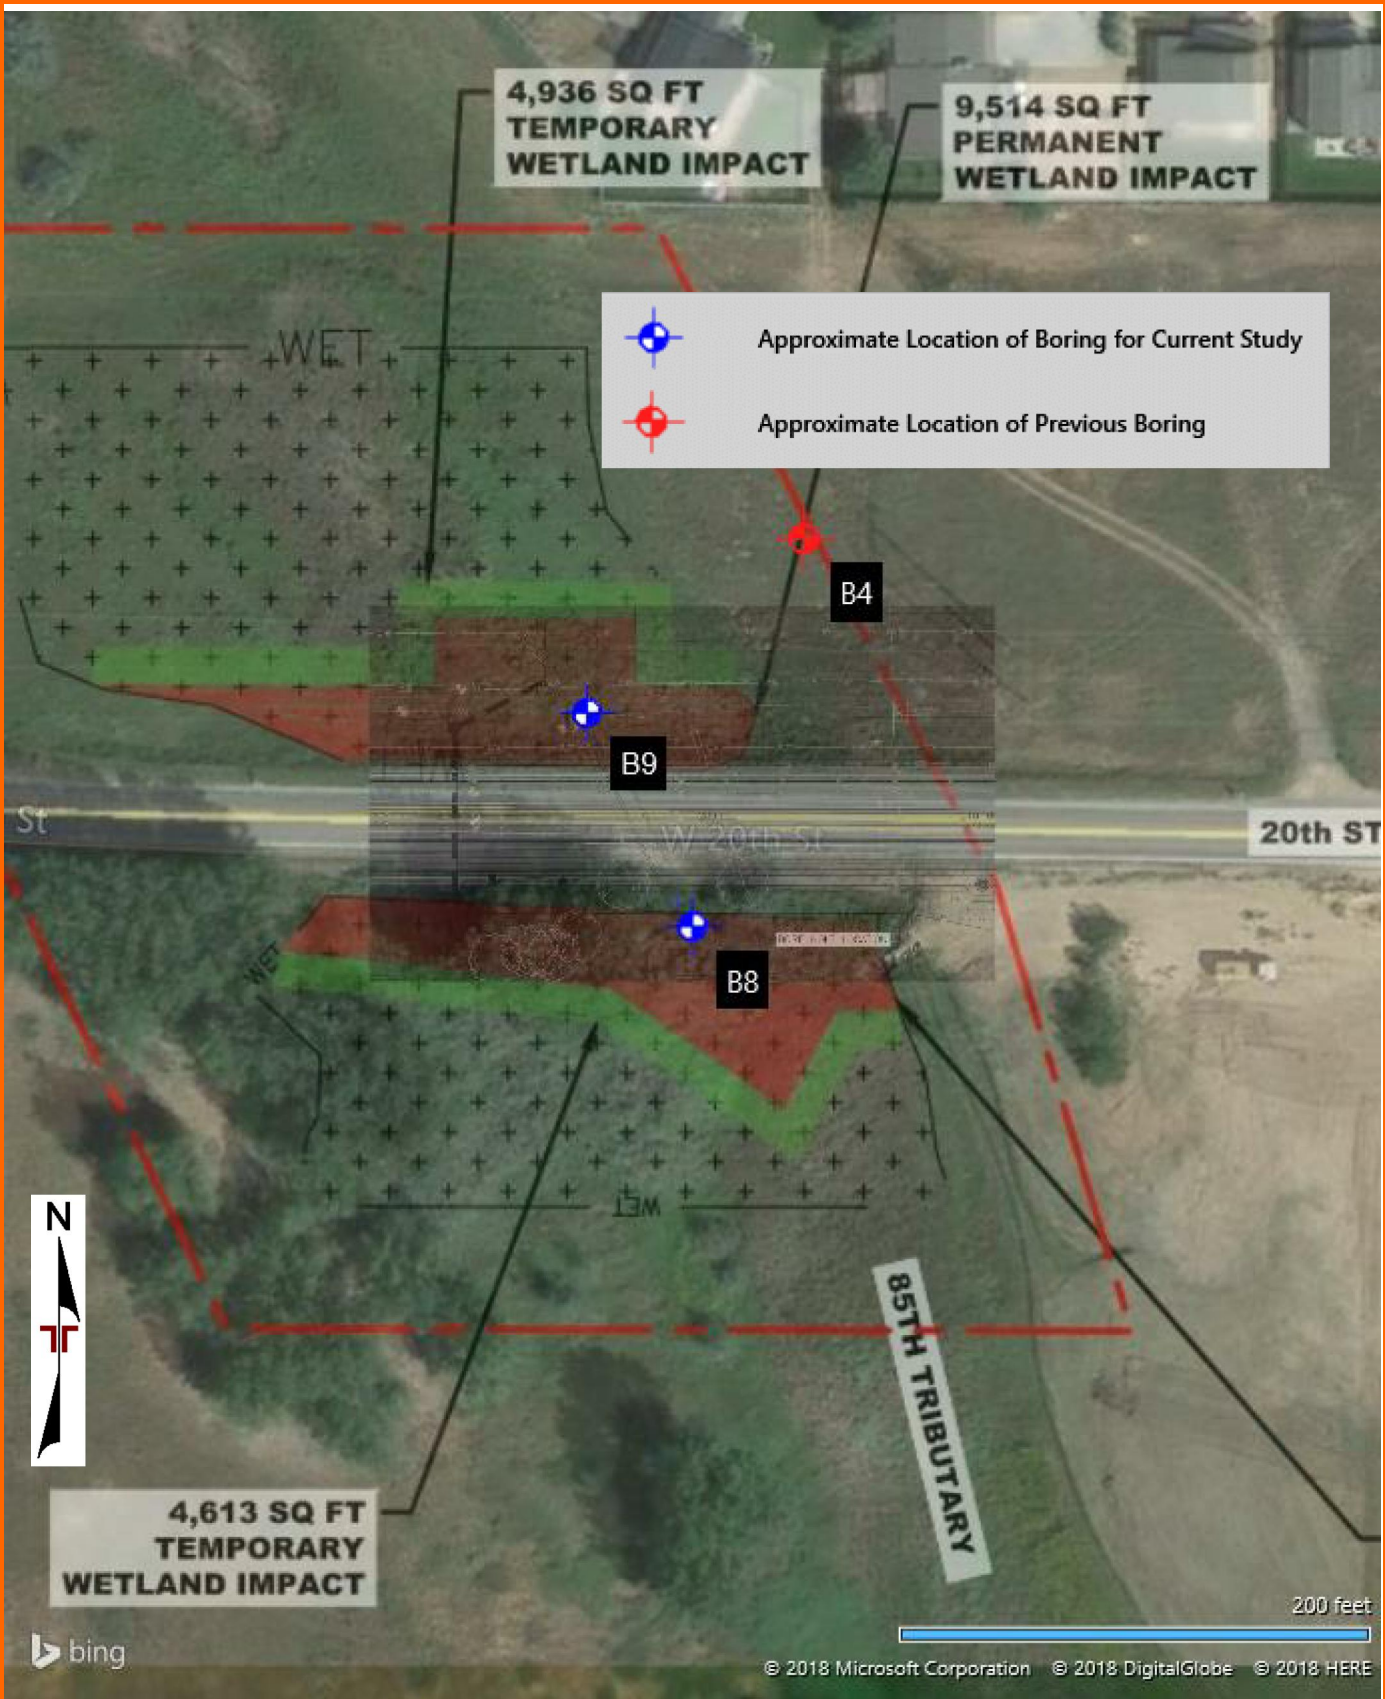 4,936 SQ FT
TEMPORARY
WETLAND IMPACT
9,514 SQ FT
PERMANENT
WETLAND IMPACT
Approximate Location of Boring for Current Study
Approximate Location of Previous Boring
WET
B4
B9
St
W 20th St
20th ST
WET
B8
WET
N
85TH TRIBUTARY
4,613 SQ FT
TEMPORARY
WETLAND IMPACT
200 feet
bing
© 2018 Microsoft Corporation © 2018 DigitalGlobe © 2018 HERE